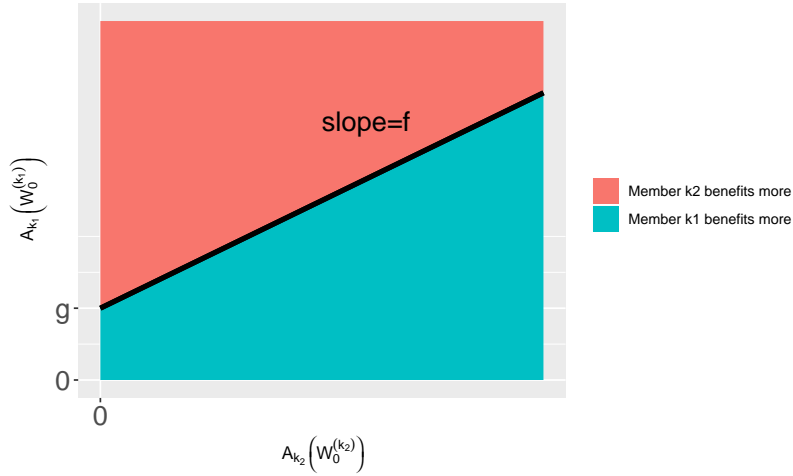 slope=f
A_{k_1}(W_0^{(k_1)})
g
0
0
A_{k_2}(W_0^{(k_2)})
Member k2 benefits more
Member k1 benefits more